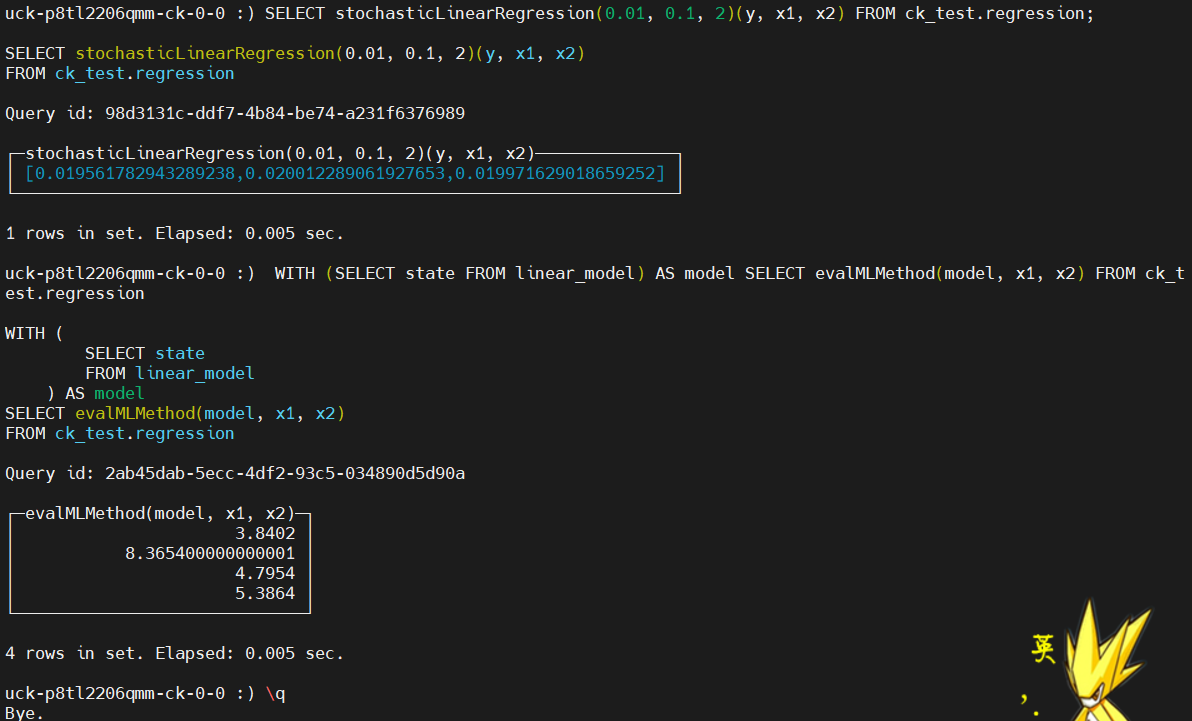 uck-p8tl2206qmm-ck-0-0 :) SELECT stochasticLinearRegression(0.01, 0.1, 2)(y, x1, x2) FROM ck_test.regression;
SELECT stochasticLinearRegression(0.01, 0.1, 2)(y, x1, x2)
FROM ck_test.regression
Query id: 98d3131c-ddf7-4b84-be74-a231f6376989
stochasticLinearRegression(0.01, 0.1, 2)(y, x1, x2)
[0.019561782943289238,0.020012289061927653,0.019971629018659252]
1 rows in set. Elapsed: 0.005 sec.
uck-p8tl2206qmm-ck-0-0 :)  WITH (SELECT state FROM linear_model) AS model SELECT evalMLMethod(model, x1, x2) FROM ck_t
est.regression
WITH (
        SELECT state
        FROM linear_model
    ) AS model
SELECT evalMLMethod(model, x1, x2)
FROM ck_test.regression
Query id: 2ab45dab-5ecc-4df2-93c5-034890d5d90a
evalMLMethod(model, x1, x2)
3.8402
8.365400000000001
4.7954
5.3864
4 rows in set. Elapsed: 0.005 sec.
英
uck-p8tl2206qmm-ck-0-0 :) \q
Bye.